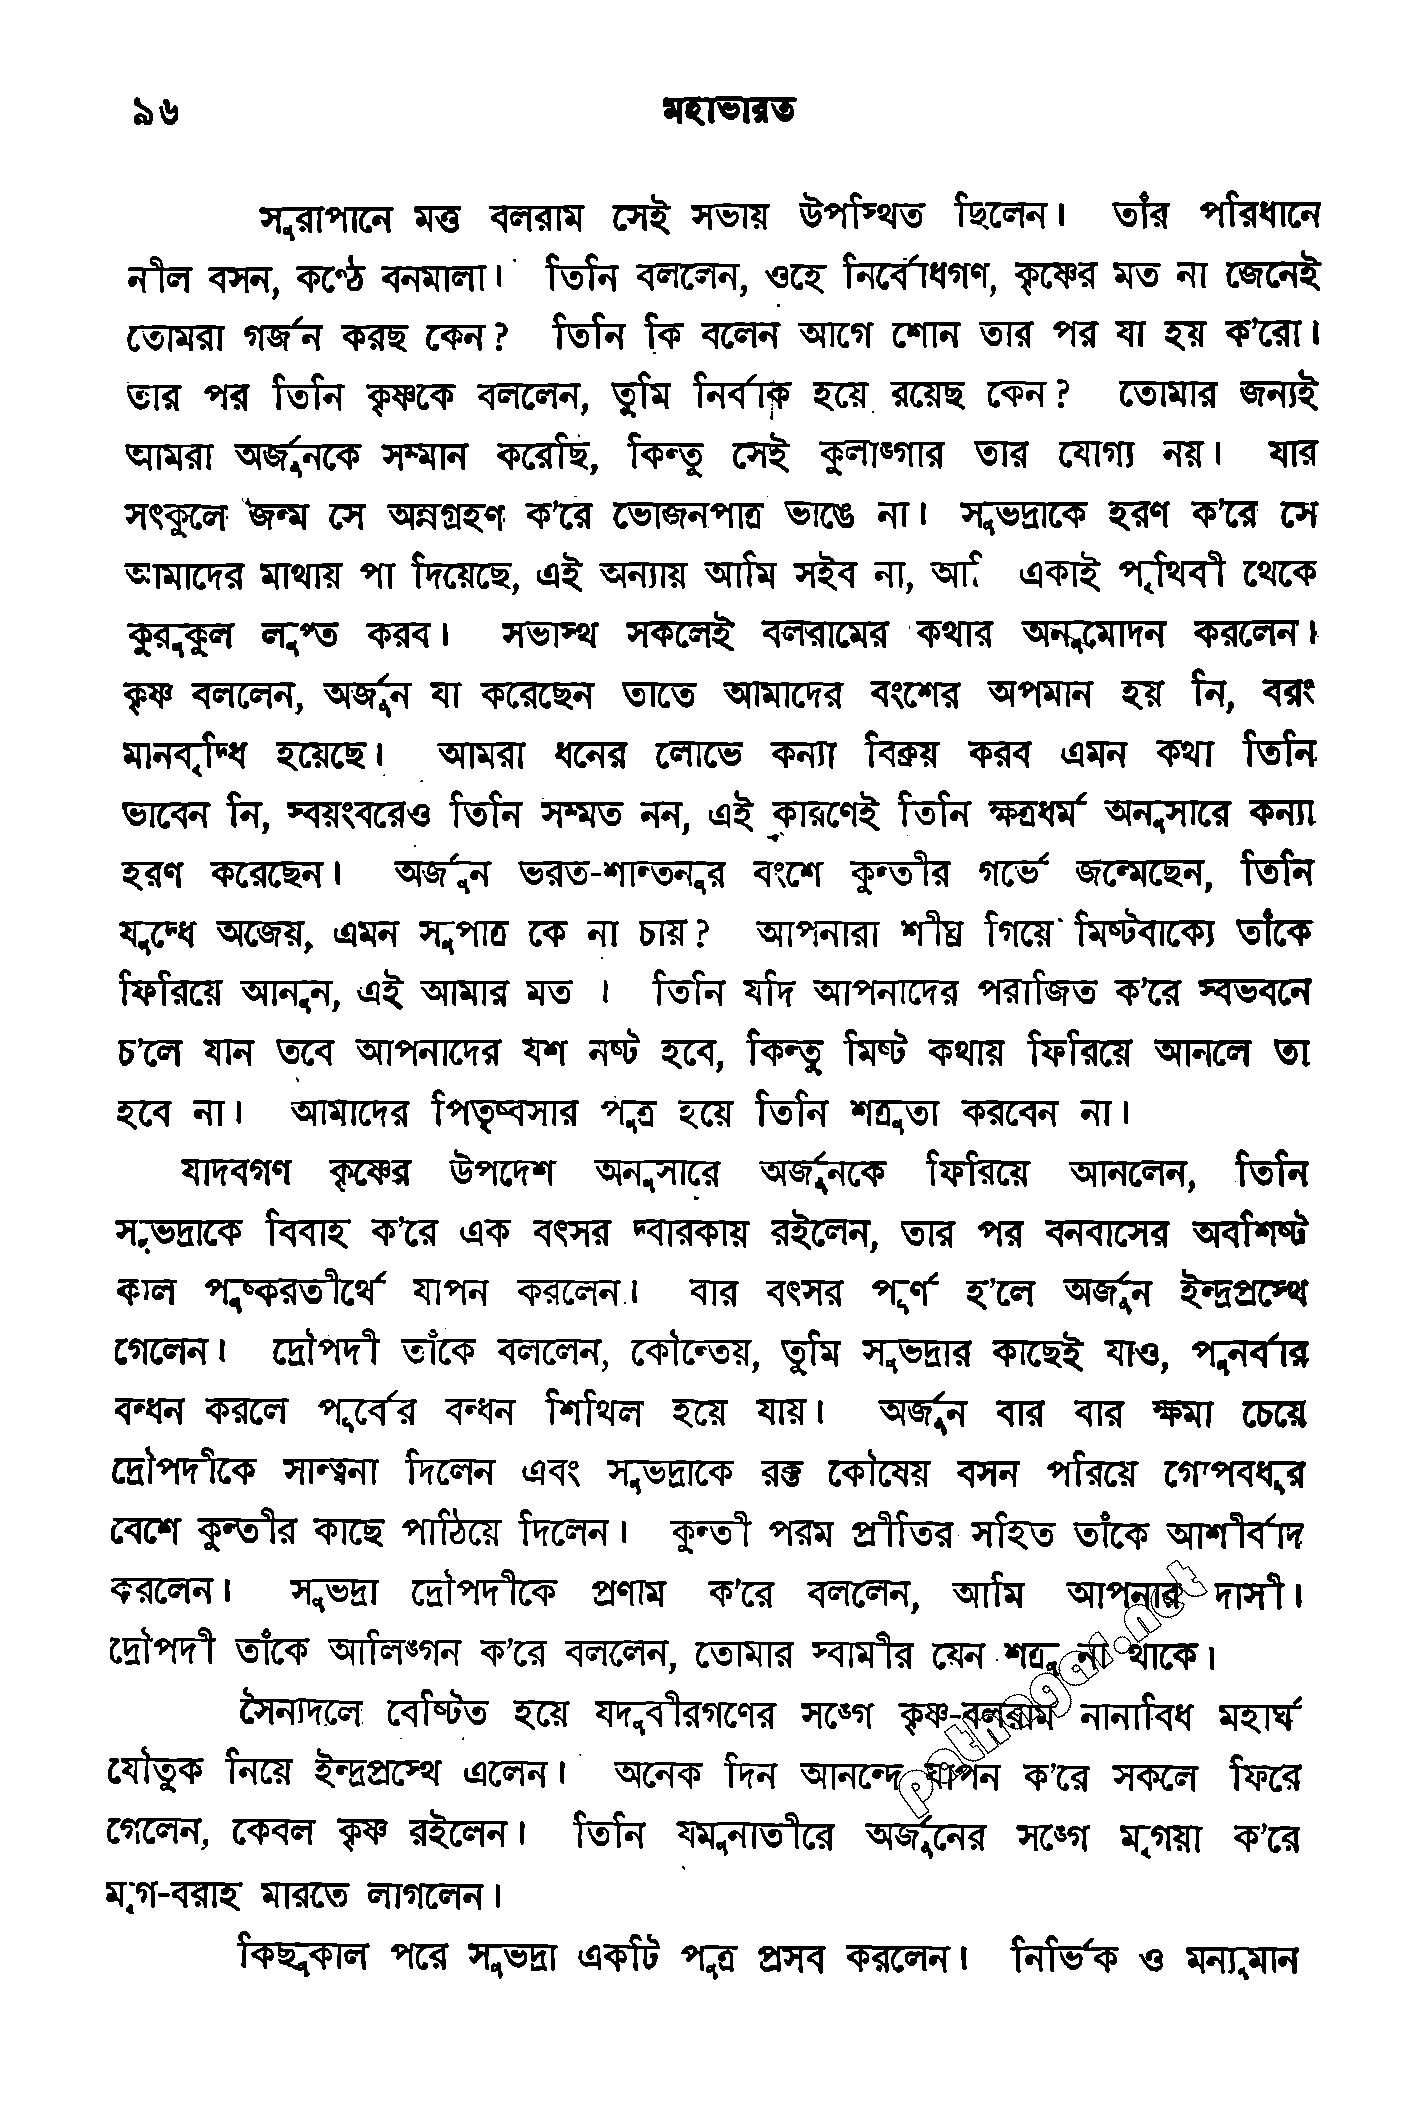 ৯৬ মহাভারত
সুরাপানে মত্ত বলরাম সেই সভায় উপস্থিত ছিলেন। তাঁর পরিধানে
নীল বসন, কণ্ঠে বনমালা। তিনি বললেন, ওহে নির্বোধগণ, কৃষ্ণের মত না জেনেই
তোমরা গর্জন করছ কেন? তিনি কি বলেন আগে শোন তার পর যা হয় ক'রো।
তার পর তিনি কৃষ্ণকে বললেন, তুমি নির্বাক হয়ে রয়েছ কেন? তোমার জন্যই
আমরা অর্জুনকে সম্মান করেছি, কিন্তু সেই কুলাঙ্গার তার যোগ্য নয়। যার
সৎকুলে জন্ম সে অন্নগ্রহণ ক'রে ভোজনপাত্র ভাঙে না। সুভদ্রাকে হরণ ক'রে সে
আমাদের মাথায় পা দিয়েছে, এই অন্যায় আমি সইব না, আমি একাই পৃথিবী থেকে
কুরুকুল লুপ্ত করব। সভাস্থ সকলেই বলরামের কথার অনুমোদন করলেন।
কৃষ্ণ বললেন, অর্জুন যা করেছেন তাতে আমাদের বংশের অপমান হয় নি, বরং
মানবৃদ্ধি হয়েছে। আমরা ধনের লোভে কন্যা বিক্রয় করব এমন কথা তিনি
ভাবেন নি, স্বয়ংবরেও তিনি সম্মত নন, এই কারণেই তিনি ক্ষত্রধর্ম অনুসারে কন্যা
হরণ করেছেন। অর্জুন ভরত-শান্তনুর বংশে কুন্তীর গর্ভে জন্মেছেন, তিনি
যুদ্ধে অজেয়, এমন সুপাত্র কে না চায়? আপনারা শীঘ্র গিয়ে মিষ্টবাক্যে তাঁকে
ফিরিয়ে আনুন, এই আমার মত । তিনি যদি আপনাদের পরাজিত ক'রে স্বভবনে
চ'লে যান তবে আপনাদের যশ নষ্ট হবে, কিন্তু মিষ্ট কথায় ফিরিয়ে আনলে তা
হবে না। আমাদের পিতৃষ্বসার পুত্র হয়ে তিনি শত্রুতা করবেন না।
যাদবগণ কৃষ্ণের উপদেশ অনুসারে অর্জুনকে ফিরিয়ে আনলেন, তিনি
সুভদ্রাকে বিবাহ ক'রে এক বৎসর দ্বারকায় রইলেন, তার পর বনবাসের অবশিষ্ট
কাল পুষ্করতীর্থে যাপন করলেন। বার বৎসর পূর্ণ হ'লে অর্জুন ইন্দ্রপ্রস্থে
গেলেন। দ্রৌপদী তাঁকে বললেন, কৌন্তেয়, তুমি সুভদ্রার কাছেই যাও, পুনর্বার
বন্ধন করলে পূর্বের বন্ধন শিথিল হয়ে যায়। অর্জুন বার বার ক্ষমা চেয়ে
দ্রৌপদীকে সান্ত্বনা দিলেন এবং সুভদ্রাকে রক্ত কৌষেয় বসন পরিয়ে গোপবধূর
বেশে কুন্তীর কাছে পাঠিয়ে দিলেন। কুন্তী পরম প্রীতির সহিত তাঁকে আশীর্বাদ
করলেন। সুভদ্রা দ্রৌপদীকে প্রণাম ক'রে বললেন, আমি আপনার দাসী।
দ্রৌপদী তাঁকে আলিঙ্গন ক'রে বললেন, তোমার স্বামীর যেন শত্রু না থাকে।
সৈন্যদলে বেষ্টিত হয়ে যদুবীরগণের সঙ্গে কৃষ্ণ-বলরাম নানাবিধ মহার্ঘ
যৌতুক নিয়ে ইন্দ্রপ্রস্থে এলেন। অনেক দিন আনন্দে যাপন ক'রে সকলে ফিরে
গেলেন, কেবল কৃষ্ণ রইলেন। তিনি যমুনাতীরে অর্জুনের সঙ্গে মৃগয়া ক'রে
মৃগ-বরাহ মারতে লাগলেন।
কিছুকাল পরে সুভদ্রা একটি পুত্র প্রসব করলেন। নির্ভিক ও মন্যুমান
pathagar.net